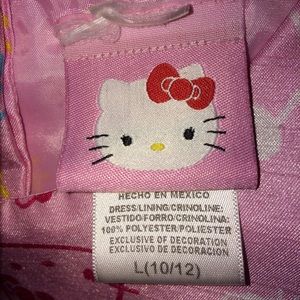 HECHO EN MEXICO
DRESS/LINING/CRINOLINE:
VESTIDO/FORRO/CRINOLINA:
100% POLYESTER/POLIESTER
EXCLUSIVE OF DECORATION
EXCLUSIVO DE DECORACION
L(10/12)